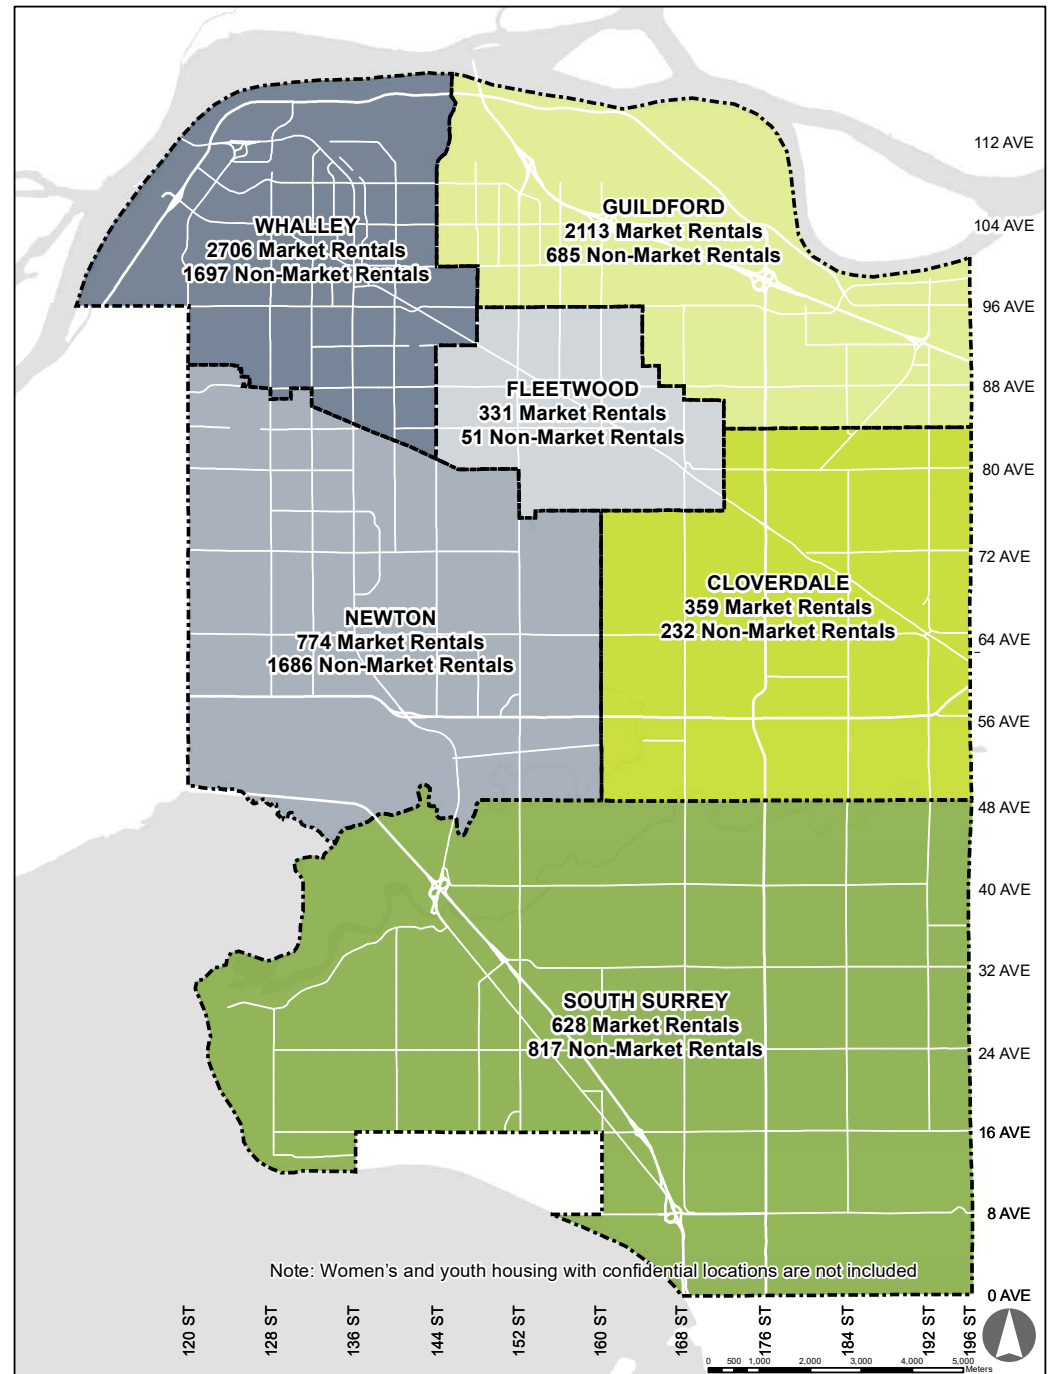 112 AVE
WHALLEY
2706 Market Rentals
1697 Non-Market Rentals
GUILDFORD
2113 Market Rentals
685 Non-Market Rentals
104 AVE
96 AVE
FLEETWOOD
331 Market Rentals
51 Non-Market Rentals
88 AVE
80 AVE
72 AVE
CLOVERDALE
359 Market Rentals
232 Non-Market Rentals
NEWTON
774 Market Rentals
1686 Non-Market Rentals
64 AVE
56 AVE
48 AVE
40 AVE
32 AVE
SOUTH SURREY
628 Market Rentals
817 Non-Market Rentals
24 AVE
16 AVE
8 AVE
Note: Women's and youth housing with confidential locations are not included
0 AVE
120 ST
128 ST
136 ST
144 ST
152 ST
160 ST
168 ST
176 ST
184 ST
192 ST
196 ST
0 500 1,000 2,000 3,000 4,000 5,000
Meters